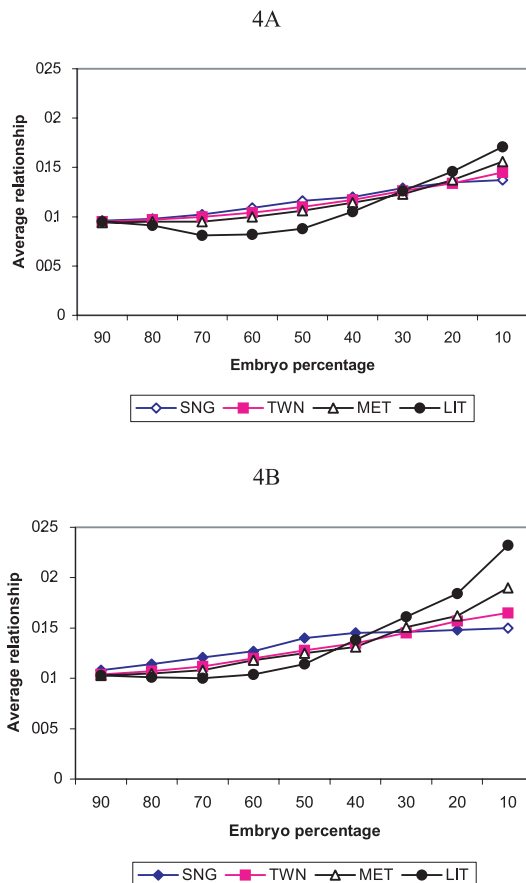 4A
025
02
015
01
005
0
Average relationship
90 80 70 60 50 40 30 20 10
Embryo percentage
SNG TWN MET LIT
4B
025
02
015
01
005
0
Average relationship
90 80 70 60 50 40 30 20 10
Embryo percentage
SNG TWN MET LIT